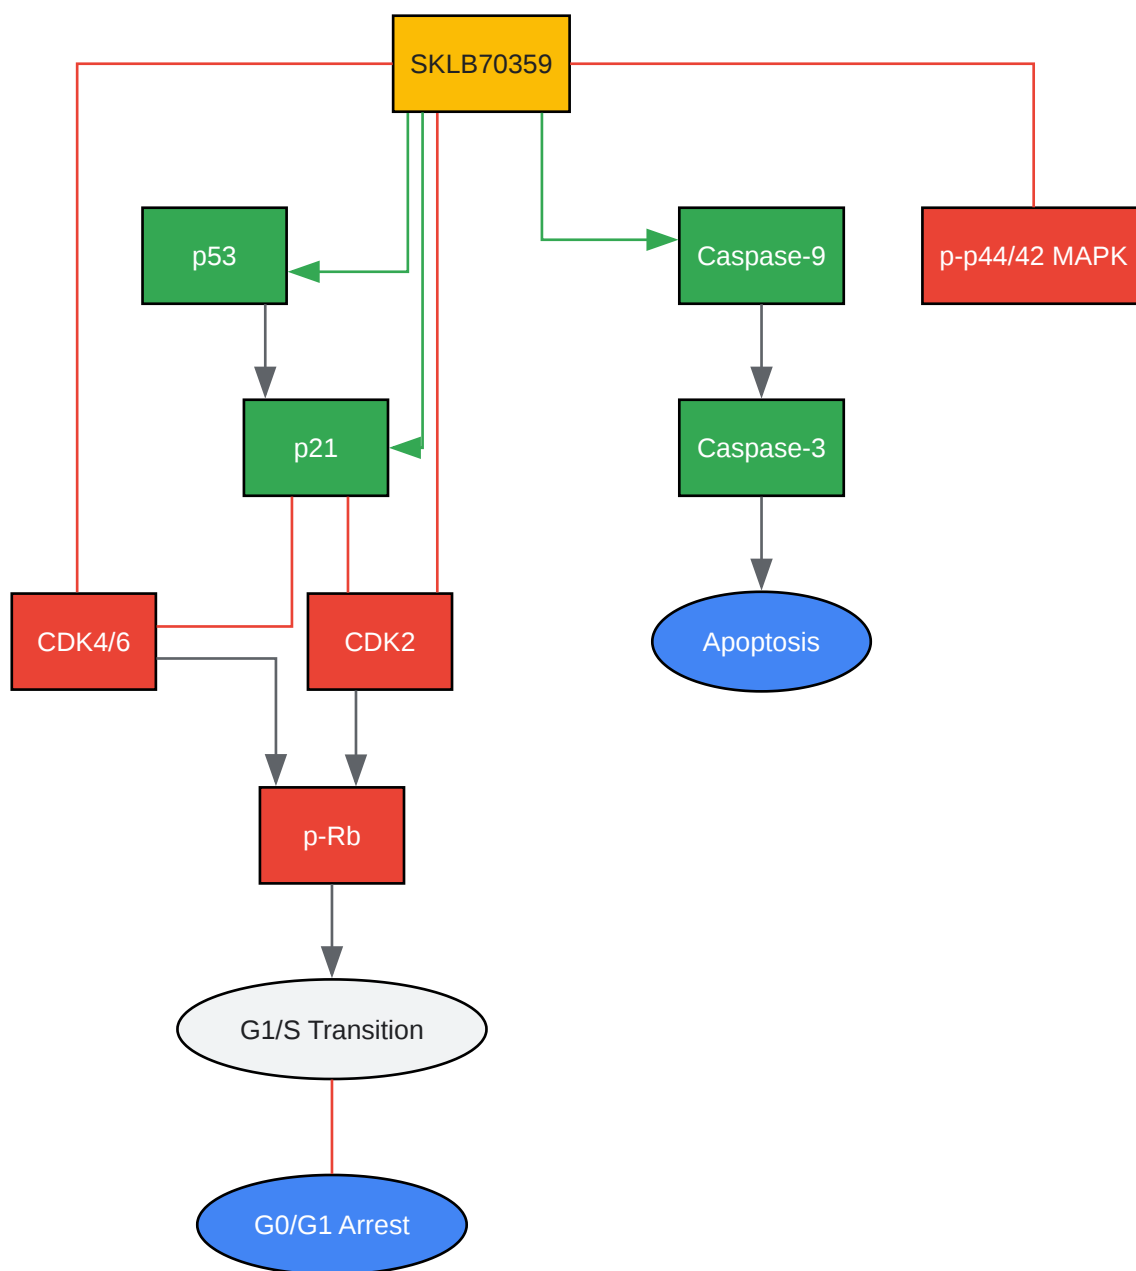 SKLB70359
p53
Caspase-9
p-p44/42 MAPK
p21
Caspase-3
CDK4/6
CDK2
Apoptosis
p-Rb
G1/S Transition
G0/G1 Arrest